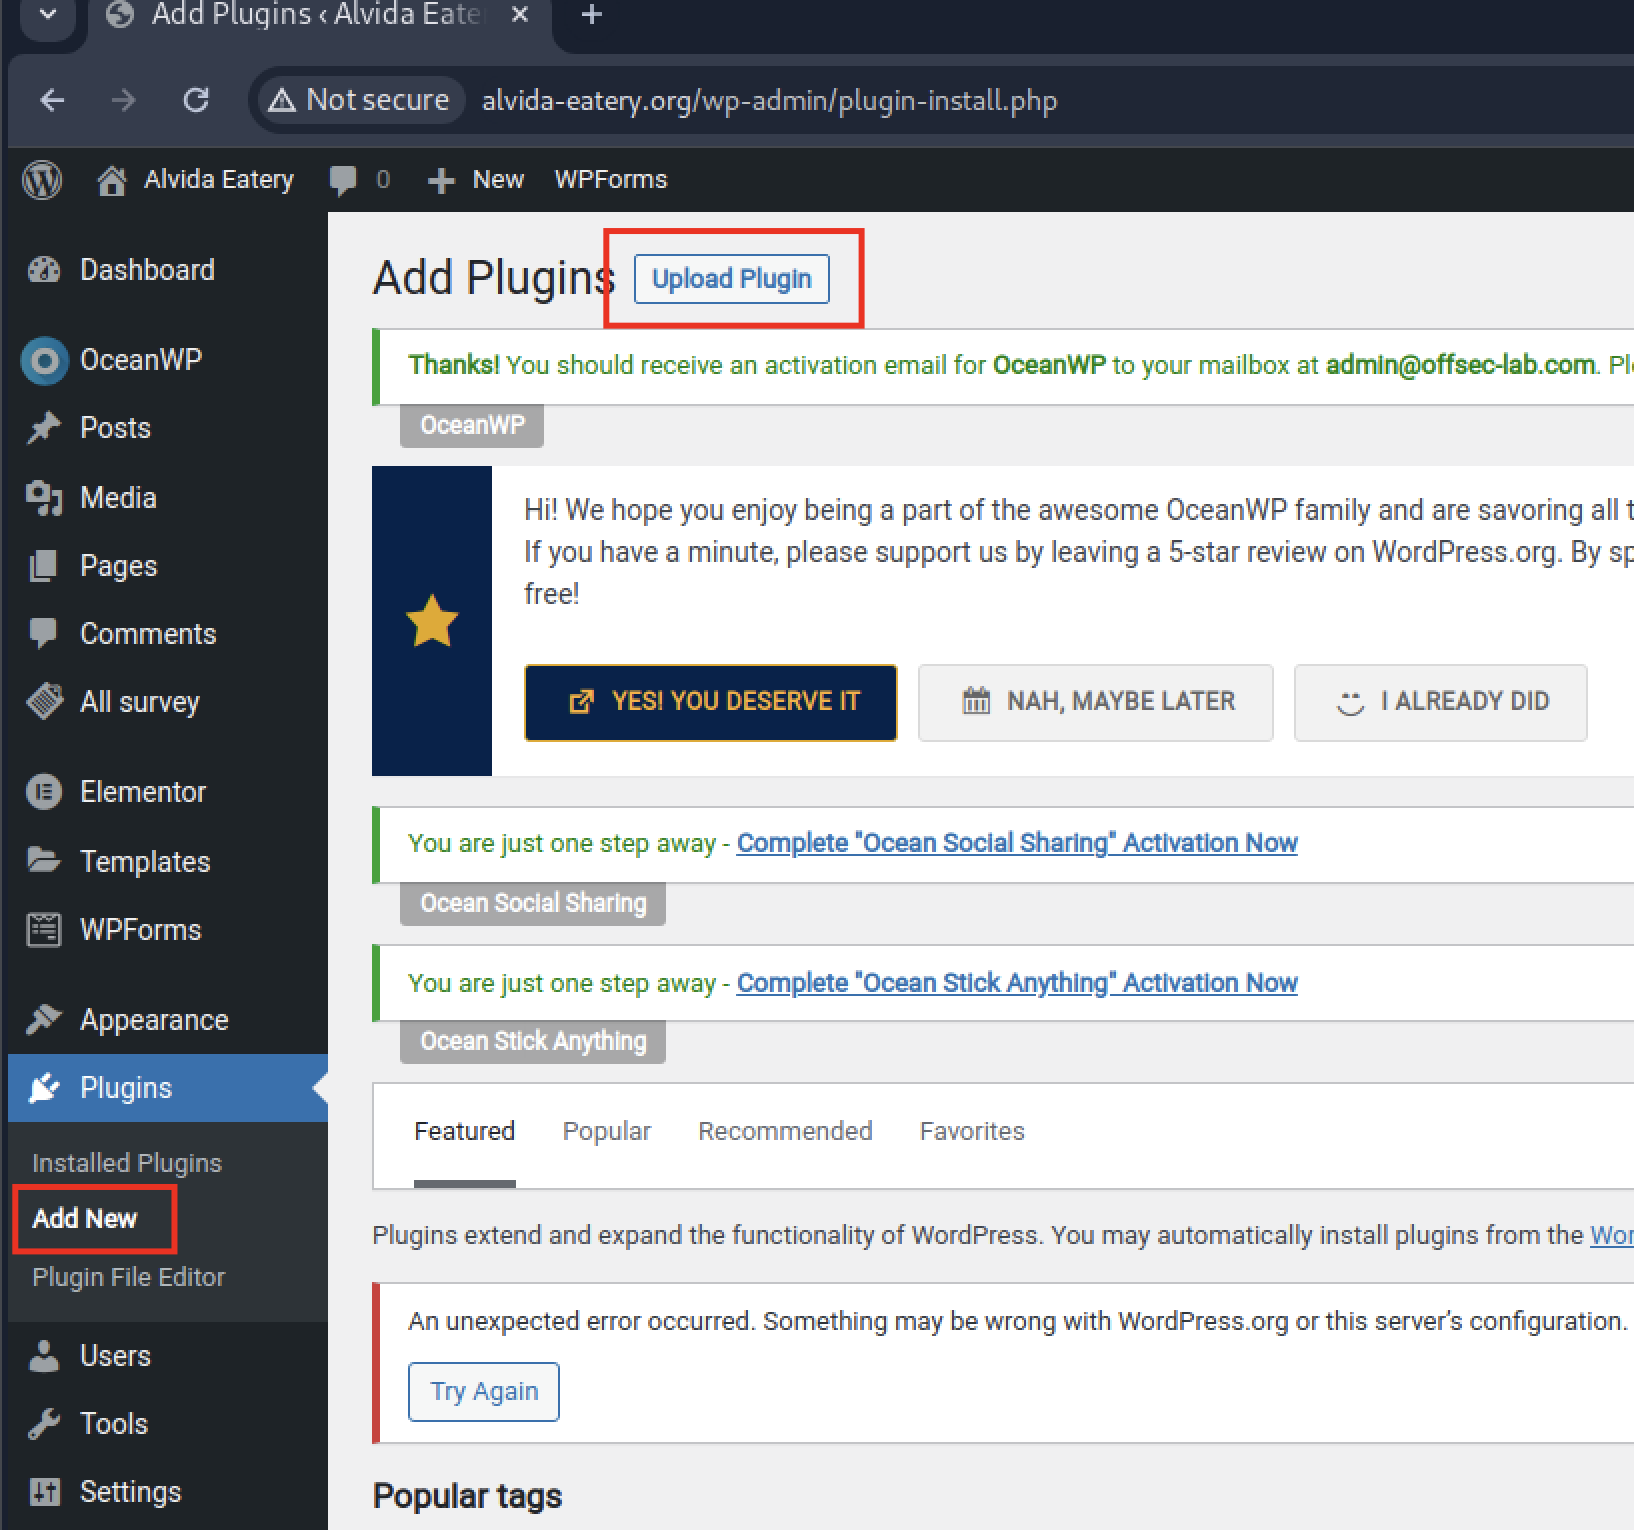 Add Plugins ‹ Alvida Eate
Not secure
alvida-eatery.org/wp-admin/plugin-install.php
Alvida Eatery
0
New
WPForms
Dashboard
OceanWP
Posts
Media
Pages
Comments
All survey
Elementor
Templates
WPForms
Appearance
Plugins
Installed Plugins
Add New
Plugin File Editor
Users
Tools
Settings
Add Plugins
Upload Plugin
Thanks! You should receive an activation email for OceanWP to your mailbox at admin@offsec-lab.com. Pl
OceanWP
Hi! We hope you enjoy being a part of the awesome OceanWP family and are savoring all t
If you have a minute, please support us by leaving a 5-star review on WordPress.org. By sp
free!
YES! YOU DESERVE IT
NAH, MAYBE LATER
I ALREADY DID
You are just one step away - Complete "Ocean Social Sharing" Activation Now
Ocean Social Sharing
You are just one step away - Complete "Ocean Stick Anything" Activation Now
Ocean Stick Anything
Featured
Popular
Recommended
Favorites
Plugins extend and expand the functionality of WordPress. You may automatically install plugins from the Wor
An unexpected error occurred. Something may be wrong with WordPress.org or this server's configuration.
Try Again
Popular tags